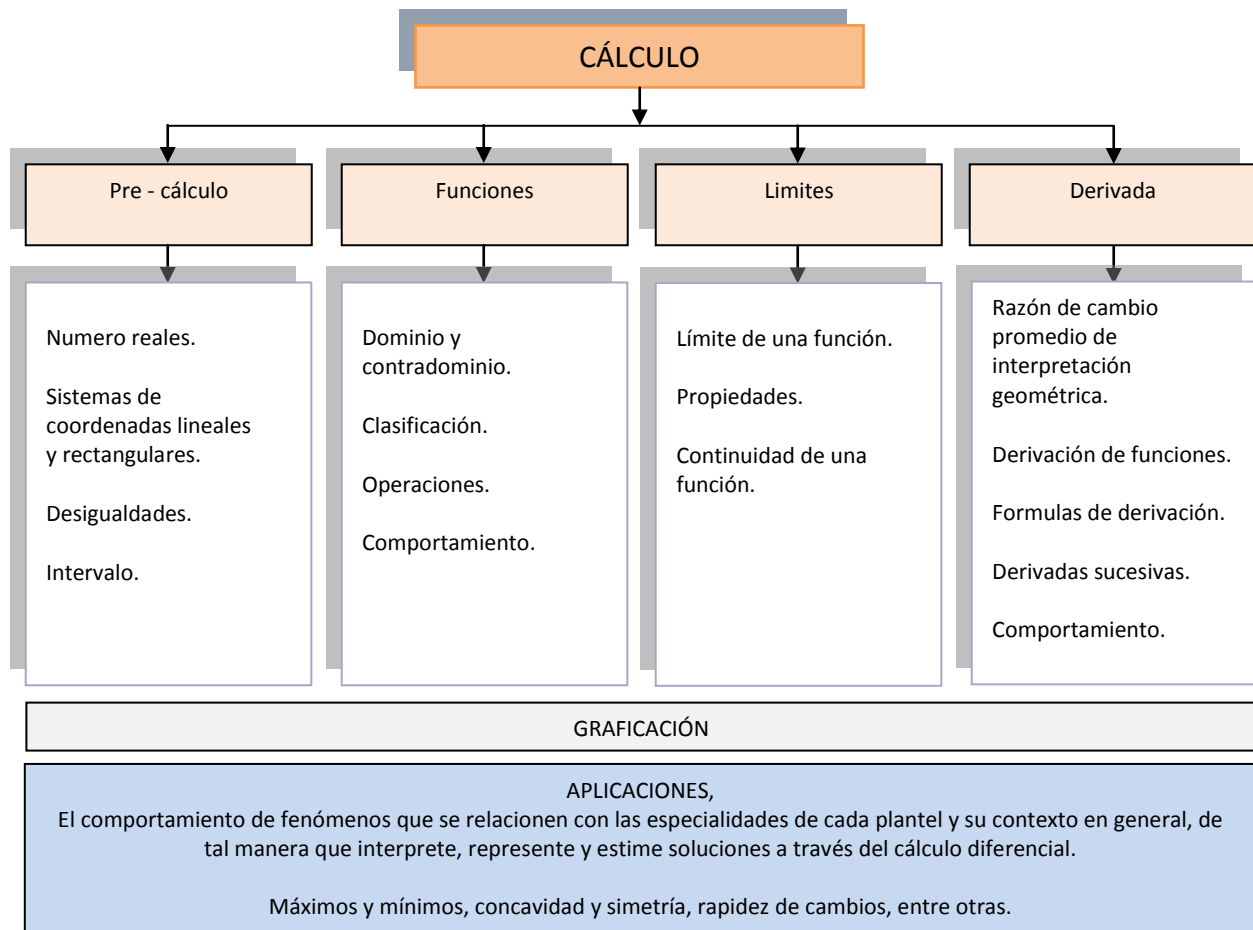 CÁLCULO
Pre - cálculo
Funciones
Limites
Derivada
Numero reales.
Sistemas de
coordenadas lineales
y rectangulares.
Desigualdades.
Intervalo.
Dominio y
contradominio.
Clasificación.
Operaciones.
Comportamiento.
Límite de una función.
Propiedades.
Continuidad de una
función.
Razón de cambio
promedio de
interpretación
geométrica.
Derivación de funciones.
Formulas de derivación.
Derivadas sucesivas.
Comportamiento.
GRAFICACIÓN
APLICACIONES,
El comportamiento de fenómenos que se relacionen con las especialidades de cada plantel y su contexto en general, de
tal manera que interprete, represente y estime soluciones a través del cálculo diferencial.
Máximos y mínimos, concavidad y simetría, rapidez de cambios, entre otras.